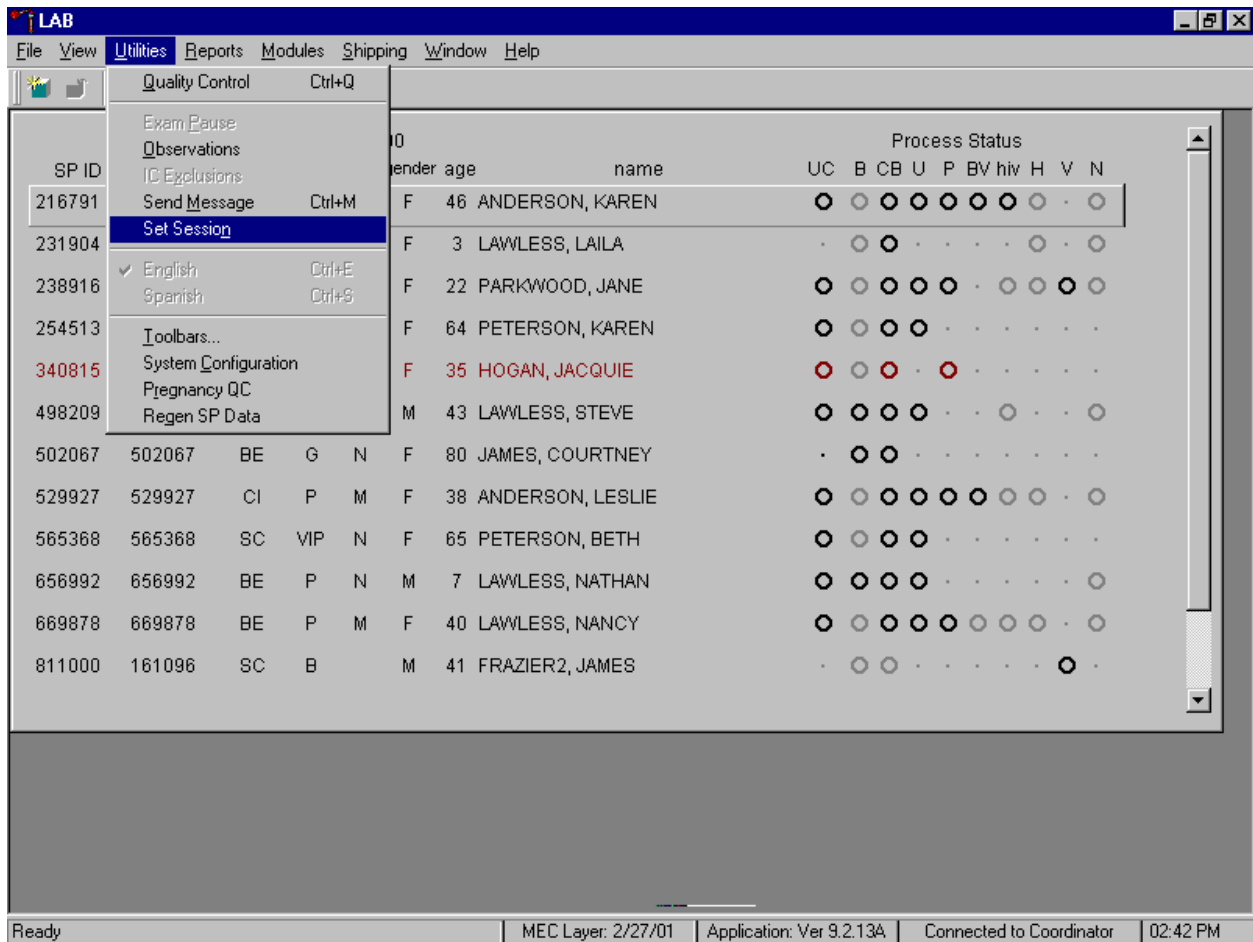 LAB
File View Utilities Reports Modules Shipping Window Help
Quality Control Ctrl+Q
Exam Pause
Observations
IC Exclusions
Send Message Ctrl+M
Set Session
English Ctrl+E
Spanish Ctrl+S
Toolbars...
System Configuration
Pregnancy QC
Regen SP Data
Process Status
SP ID age name UC B CB U P BV hiv H V N
216791 F 46 ANDERSON, KAREN
231904 F 3 LAWLESS, LAILA
238916 F 22 PARKWOOD, JANE
254513 F 64 PETERSON, KAREN
340815 F 35 HOGAN, JACQUIE
498209 M 43 LAWLESS, STEVE
502067 502067 BE G N F 80 JAMES, COURTNEY
529927 529927 CI P M F 38 ANDERSON, LESLIE
565368 565368 SC VIP N F 65 PETERSON, BETH
656992 656992 BE P N M 7 LAWLESS, NATHAN
669878 669878 BE P M F 40 LAWLESS, NANCY
811000 161096 SC B M 41 FRAZIER2, JAMES
Ready MEC Layer: 2/27/01 Application: Ver 9.2.13A Connected to Coordinator 02:42 PM